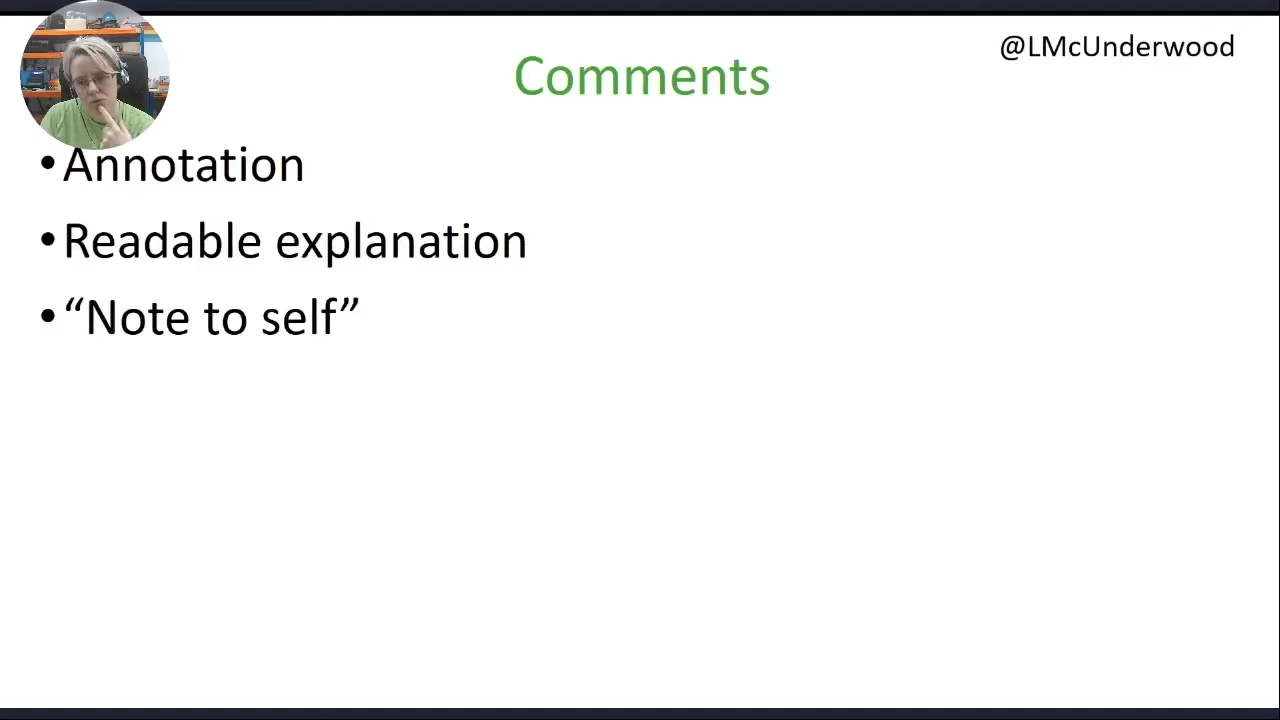 @LMcUnderwood
Comments
•Annotation
•Readable explanation
•“Note to self”